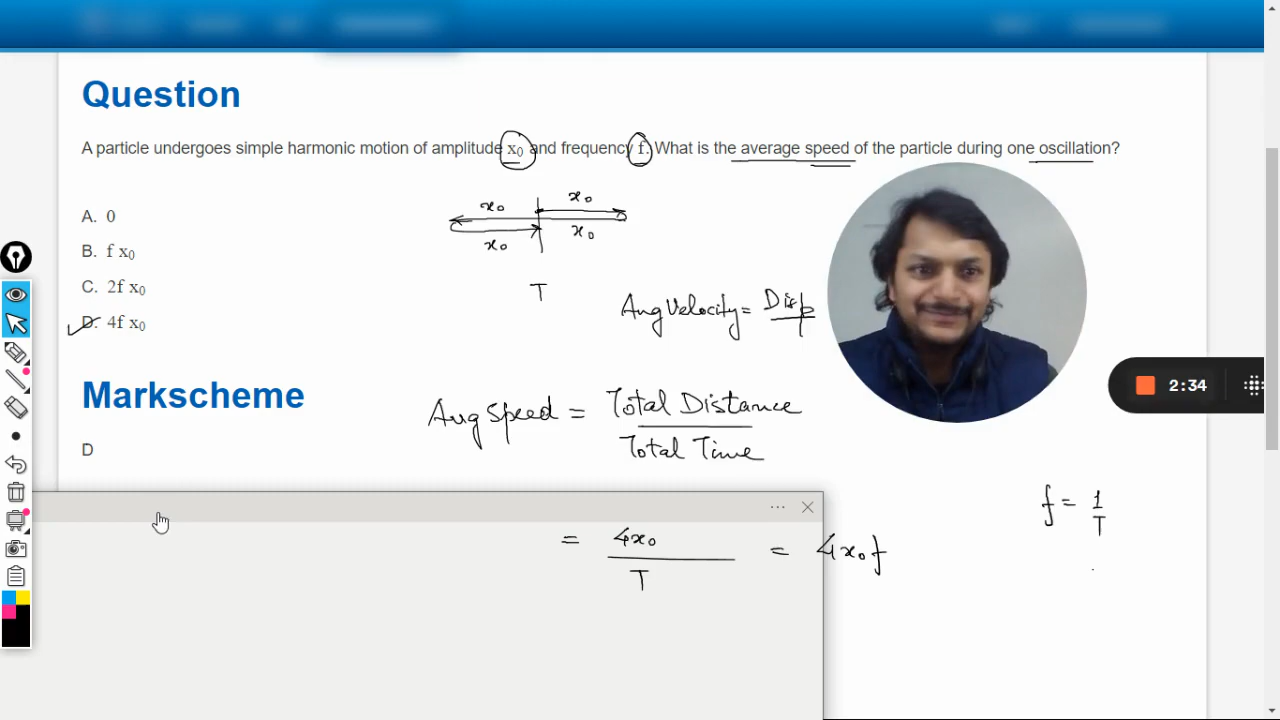 Question
A particle undergoes simple harmonic motion of amplitude x0 and frequency f. What is the average speed of the particle during one oscillation?
x0 x0
x0 x0
A. 0
B. f x0
C. 2f x0
D. 4f x0
T
Avg Velocity = Disp
Markscheme
D
Avg Speed = Total Distance
Total Time
2:34
f = 1
T
= 4x0 = 4x0f
T